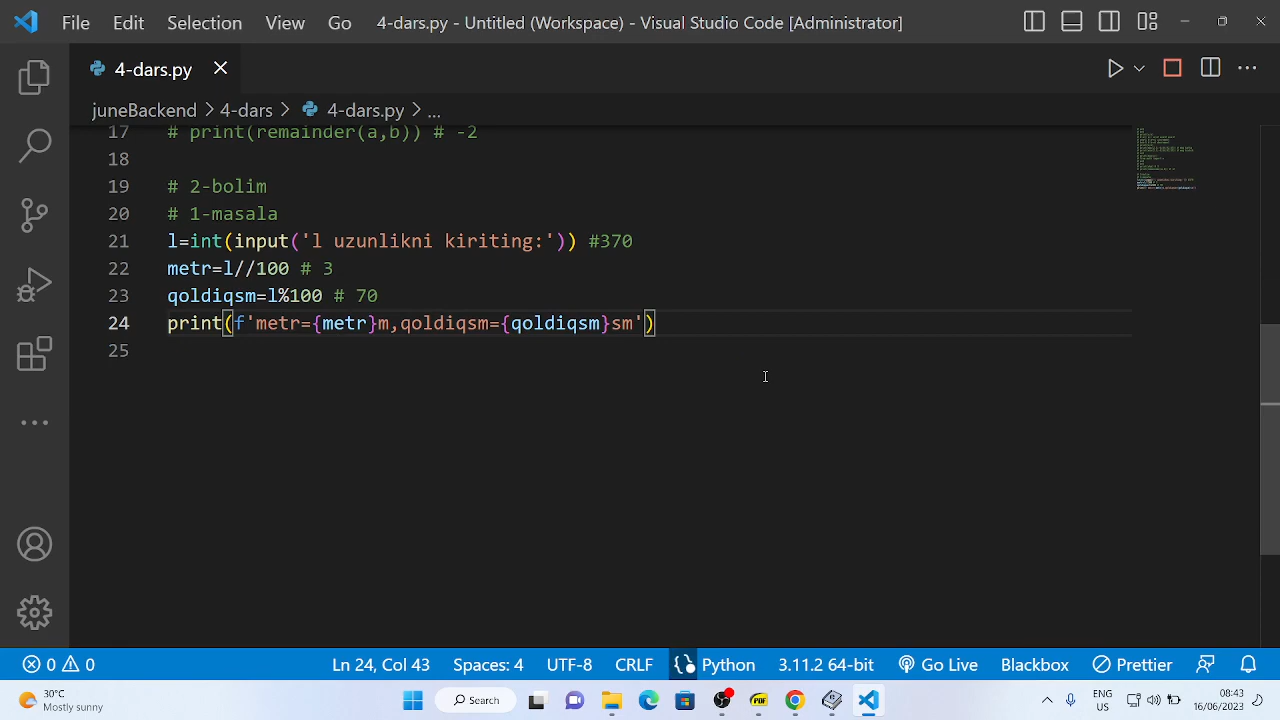 File Edit Selection View Go 4-dars.py - Untitled (Workspace) - Visual Studio Code [Administrator]
4-dars.py
juneBackend > 4-dars > 4-dars.py > ...
17 # print(remainder(a,b)) # -2
18
19 # 2-bolim
20 # 1-masala
21 l=int(input('l uzunlikni kiriting:')) #370
22 metr=l//100 # 3
23 qoldiqsm=l%100 # 70
24 print(f'metr={metr}m,qoldiqsm={qoldiqsm}sm')
25
0 0 Ln 24, Col 43 Spaces: 4 UTF-8 CRLF Python 3.11.2 64-bit Go Live Blackbox Prettier
30°C
Mostly sunny
Search
PDF
ENG
US
08:43
16/06/2023